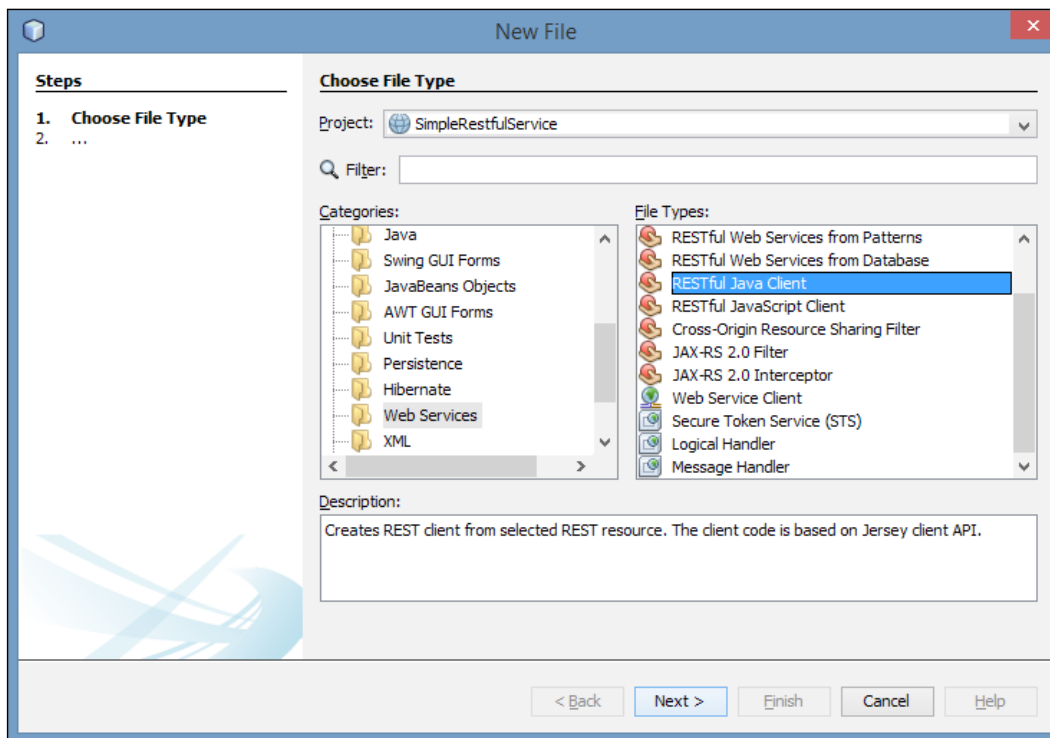 New File
Steps
1. Choose File Type
2. ...
Choose File Type
Project: SimpleRestfulService
Filter:
Categories:
Java
Swing GUI Forms
JavaBeans Objects
AWT GUI Forms
Unit Tests
Persistence
Hibernate
Web Services
XML
File Types:
RESTful Web Services from Patterns
RESTful Web Services from Database
RESTful Java Client
RESTful JavaScript Client
Cross-Origin Resource Sharing Filter
JAX-RS 2.0 Filter
JAX-RS 2.0 Interceptor
Web Service Client
Secure Token Service (STS)
Logical Handler
Message Handler
Description:
Creates REST client from selected REST resource. The client code is based on Jersey client API.
< Back Next > Finish Cancel Help